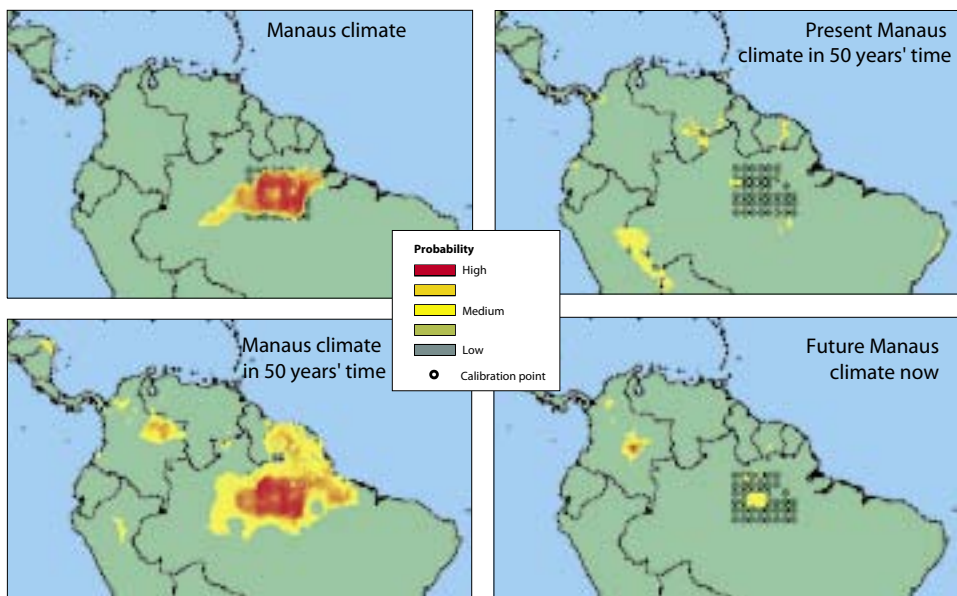 Manaus climate
Present Manaus
climate in 50 years' time
Probability
High
Medium
Low
Calibration point
Manaus climate
in 50 years' time
Future Manaus
climate now